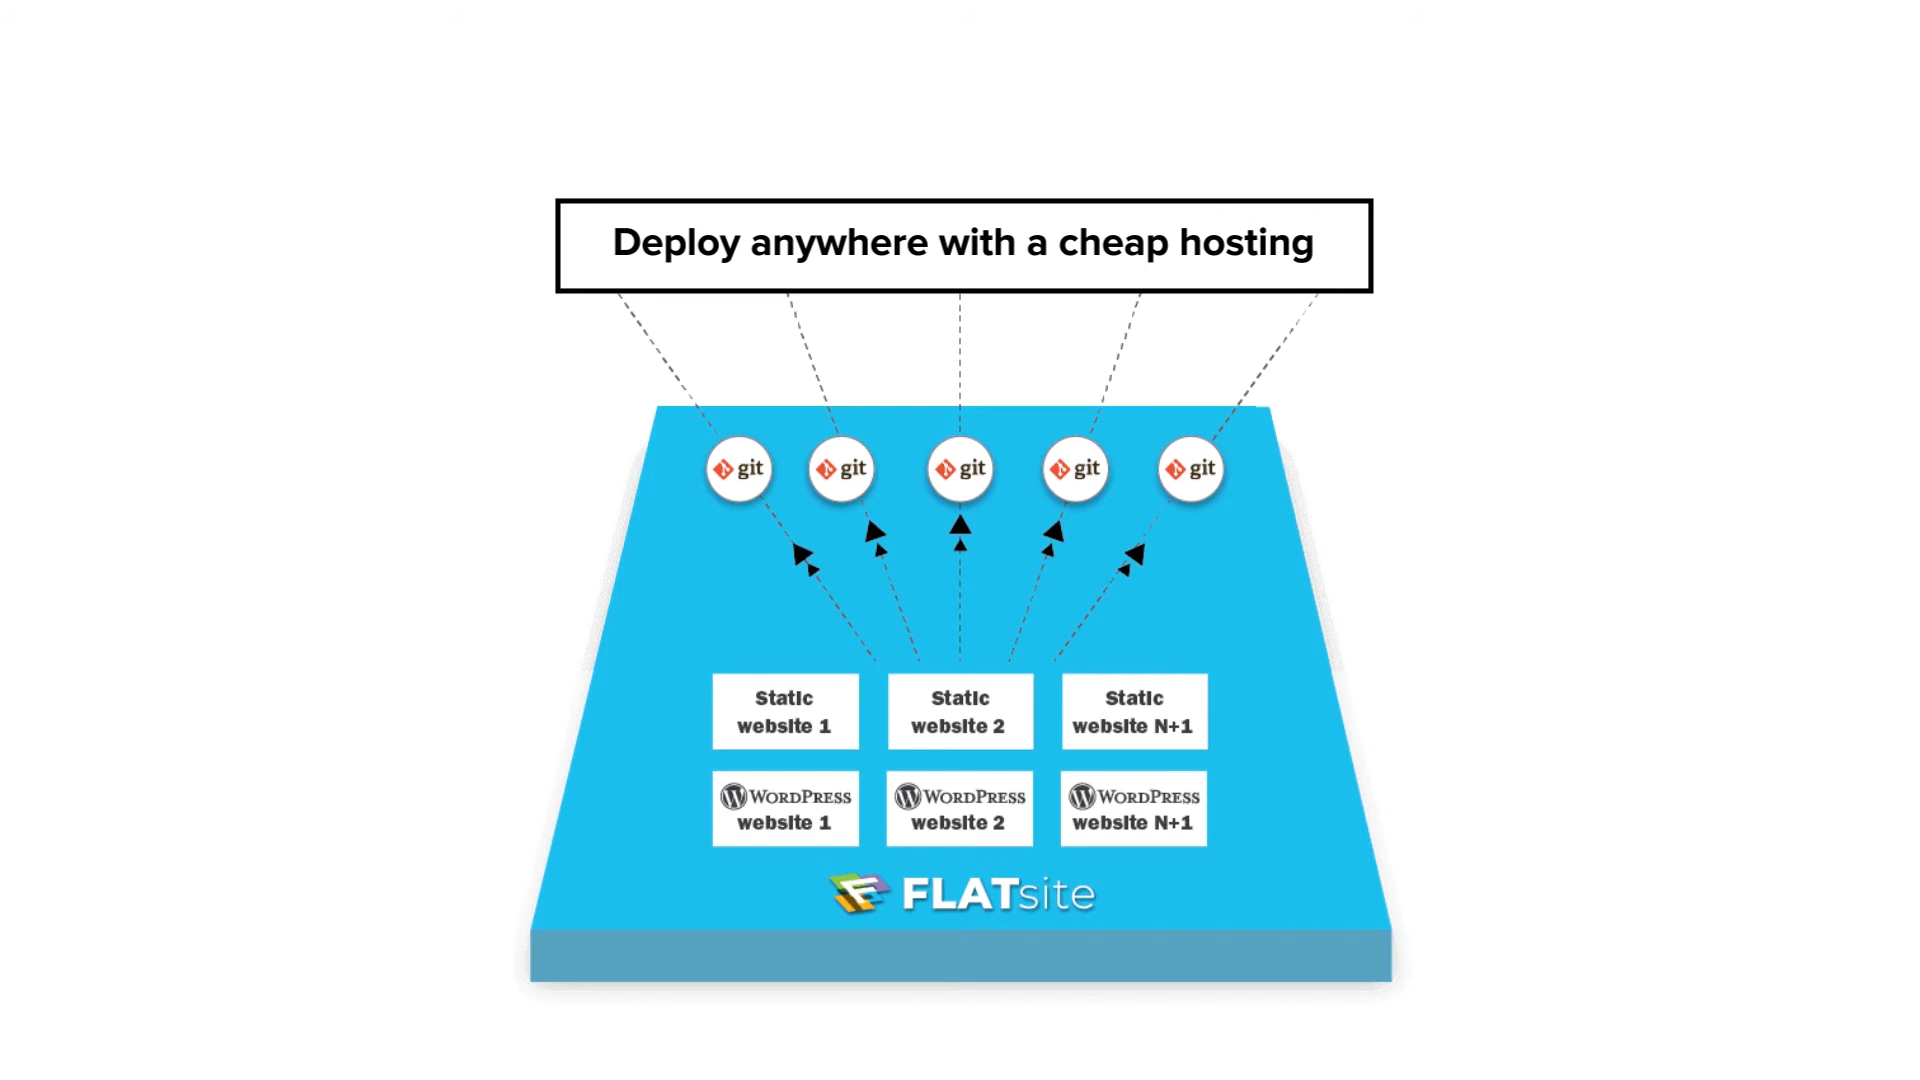 Deploy anywhere with a cheap hosting
git git git git git
Static
website 1
Static
website 2
Static
website N+1
WORDPRESS
website 1
WORDPRESS
website 2
WORDPRESS
website N+1
FLATsite